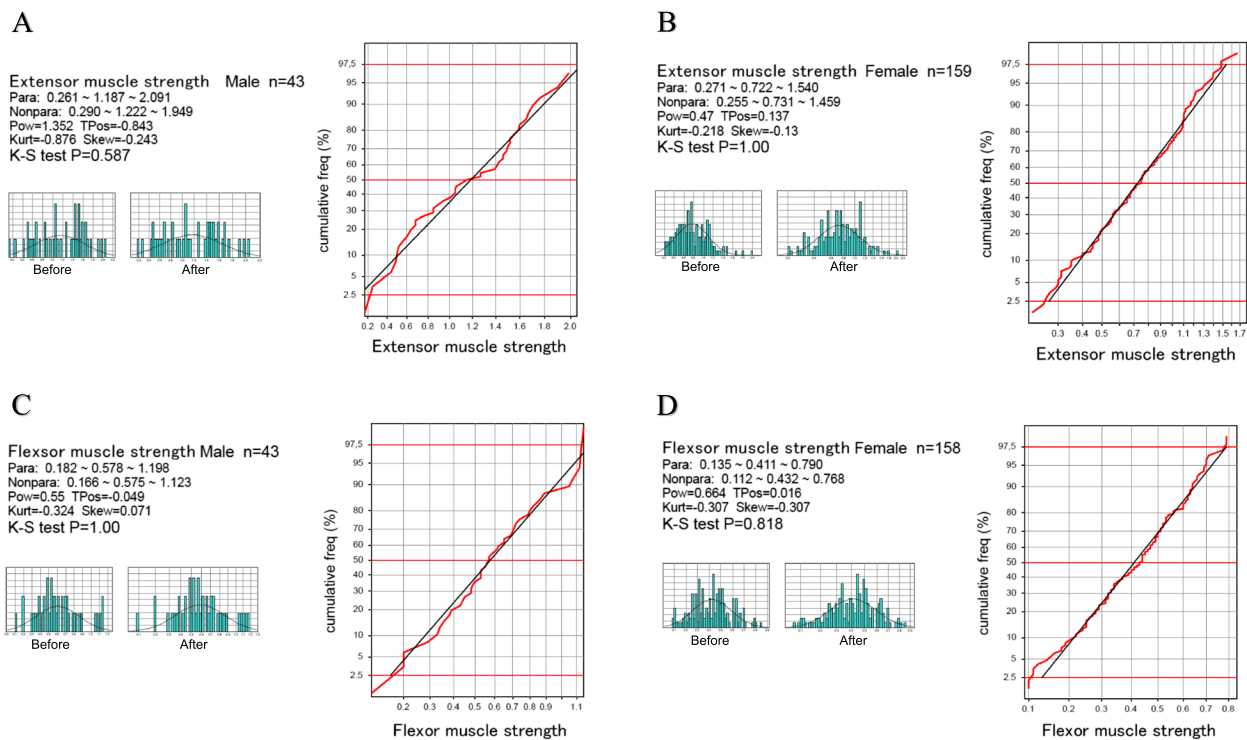 A
Extensor muscle strength Male n=43
Para: 0.261 ~ 1.187 ~ 2.091
Nonpara: 0.290 ~ 1.222 ~ 1.949
Pow=1.352 TPos=-0.843
Kurt=-0.876 Skew=-0.243
K-S test P=0.587
Before
After
cumulative freq (%)
97,5
95
90
80
70
60
50
40
30
20
10
5
2.5
0.2 0.4 0.6 0.8 1.0 1.2 1.4 1.6 1.8 2.0
Extensor muscle strength
B
Extensor muscle strength Female n=159
Para: 0.271 ~ 0.722 ~ 1.540
Nonpara: 0.255 ~ 0.731 ~ 1.459
Pow=0.47 TPos=0.137
Kurt=-0.218 Skew=-0.13
K-S test P=1.00
Before
After
cumulative freq (%)
97,5
95
90
80
70
60
50
40
30
20
10
5
2.5
0.3 0.4 0.5 0.7 0.9 1.1 1.3 1.5 1.7
Extensor muscle strength
C
Flexsor muscle strength Male n=43
Para: 0.182 ~ 0.578 ~ 1.198
Nonpara: 0.166 ~ 0.575 ~ 1.123
Pow=0.55 TPos=-0.049
Kurt=-0.324 Skew=0.071
K-S test P=1.00
Before
After
cumulative freq (%)
97,5
95
90
80
70
60
50
40
30
20
10
5
2.5
0.2 0.3 0.4 0.5 0.6 0.7 0.8 0.9 1.1
Flexor muscle strength
D
Flexsor muscle strength Female n=158
Para: 0.135 ~ 0.411 ~ 0.790
Nonpara: 0.112 ~ 0.432 ~ 0.768
Pow=0.664 TPos=0.016
Kurt=-0.307 Skew=-0.307
K-S test P=0.818
Before
After
cumulative freq (%)
97,5
95
90
80
70
60
50
40
30
20
10
5
2.5
0.1 0.2 0.3 0.4 0.5 0.6 0.7 0.8
Flexor muscle strength